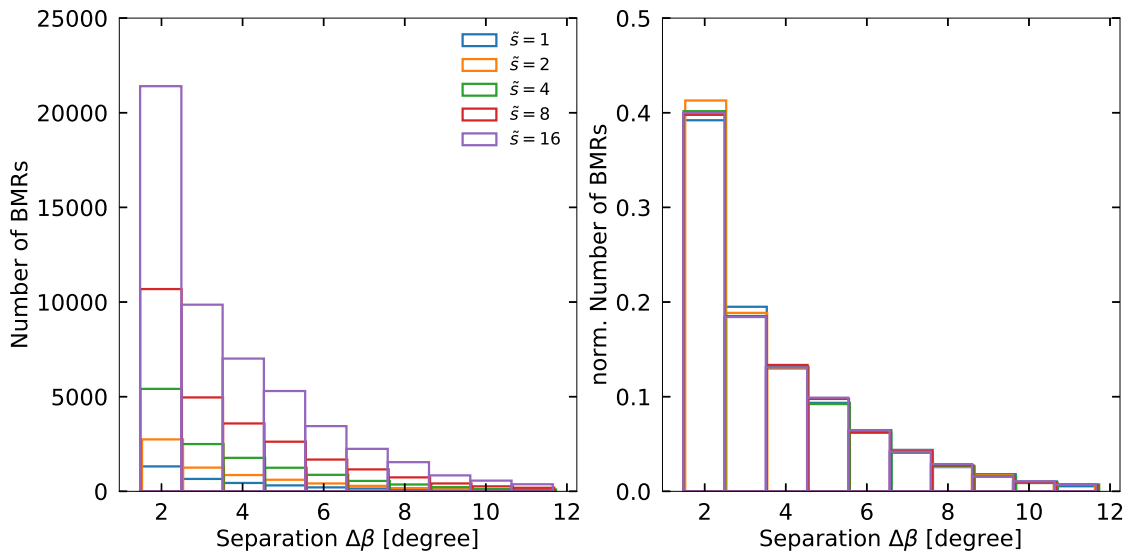 25000
20000
15000
10000
5000
0
Number of BMRs
2 4 6 8 10 12
Separation Δβ [degree]
s̃ = 1
s̃ = 2
s̃ = 4
s̃ = 8
s̃ = 16
0.5
0.4
0.3
0.2
0.1
0.0
norm. Number of BMRs
2 4 6 8 10 12
Separation Δβ [degree]